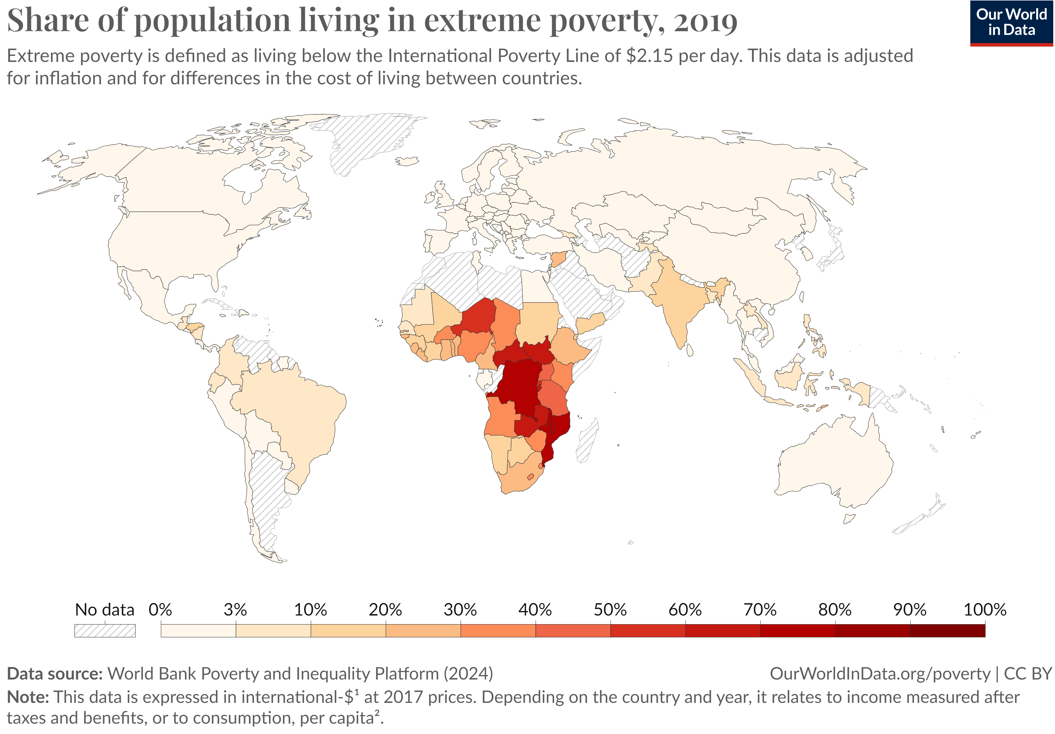 Share of population living in extreme poverty, 2019
Our World
in Data
Extreme poverty is defined as living below the International Poverty Line of $2.15 per day. This data is adjusted
for inflation and for differences in the cost of living between countries.
No data 0% 3% 10% 20% 30% 40% 50% 60% 70% 80% 90% 100%
Data source: World Bank Poverty and Inequality Platform (2024)
OurWorldInData.org/poverty | CC BY
Note: This data is expressed in international-$¹ at 2017 prices. Depending on the country and year, it relates to income measured after
taxes and benefits, or to consumption, per capita².